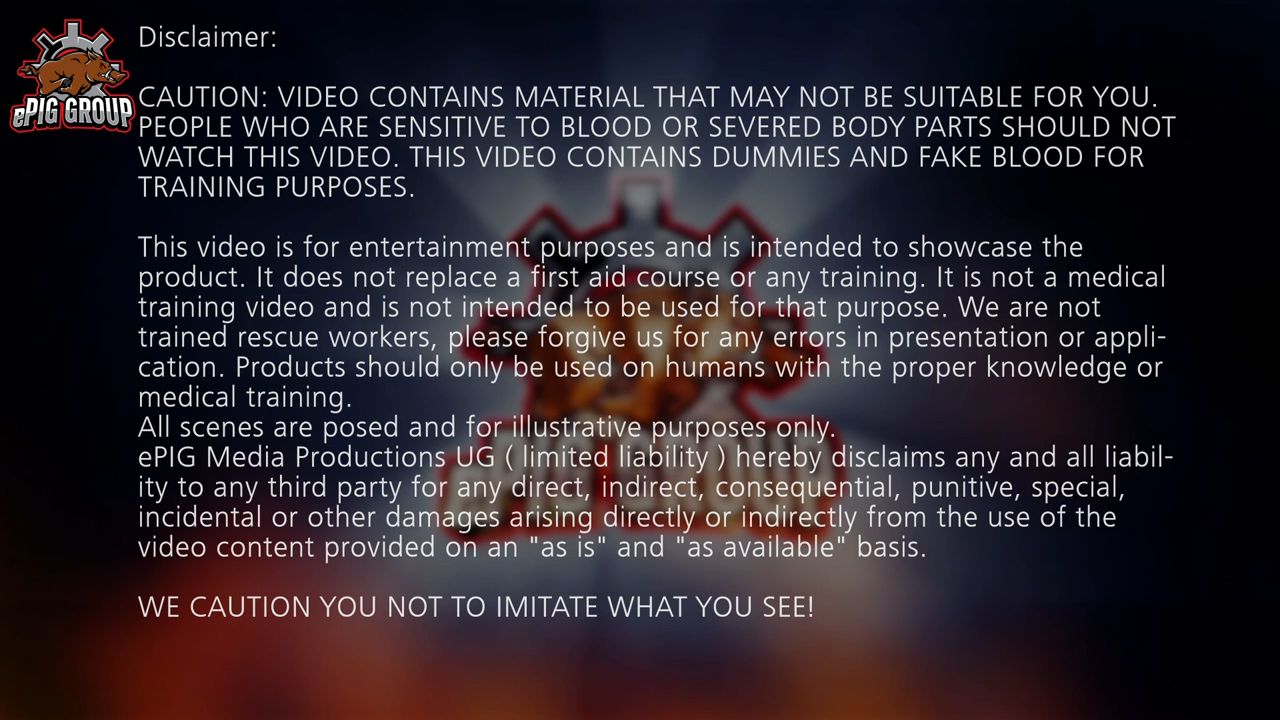 ePIG GROUP
Disclaimer:
CAUTION: VIDEO CONTAINS MATERIAL THAT MAY NOT BE SUITABLE FOR YOU.
PEOPLE WHO ARE SENSITIVE TO BLOOD OR SEVERED BODY PARTS SHOULD NOT
WATCH THIS VIDEO. THIS VIDEO CONTAINS DUMMIES AND FAKE BLOOD FOR
TRAINING PURPOSES.
This video is for entertainment purposes and is intended to showcase the
product. It does not replace a first aid course or any training. It is not a medical
training video and is not intended to be used for that purpose. We are not
trained rescue workers, please forgive us for any errors in presentation or appli-
cation. Products should only be used on humans with the proper knowledge or
medical training.
All scenes are posed and for illustrative purposes only.
ePIG Media Productions UG ( limited liability ) hereby disclaims any and all liabil-
ity to any third party for any direct, indirect, consequential, punitive, special,
incidental or other damages arising directly or indirectly from the use of the
video content provided on an "as is" and "as available" basis.
WE CAUTION YOU NOT TO IMITATE WHAT YOU SEE!